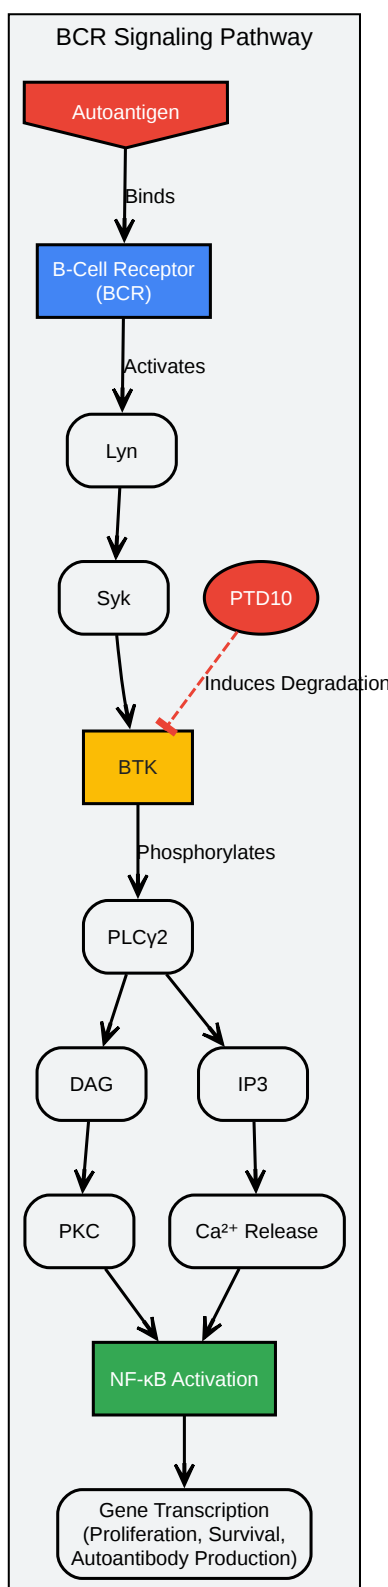 BCR Signaling Pathway
Autoantigen
Binds
B-Cell Receptor
(BCR)
Activates
Lyn
Syk
PTD10
Induces Degradation
BTK
Phosphorylates
PLCγ2
DAG
IP3
PKC
Ca²⁺ Release
NF-κB Activation
Gene Transcription
(Proliferation, Survival,
Autoantibody Production)